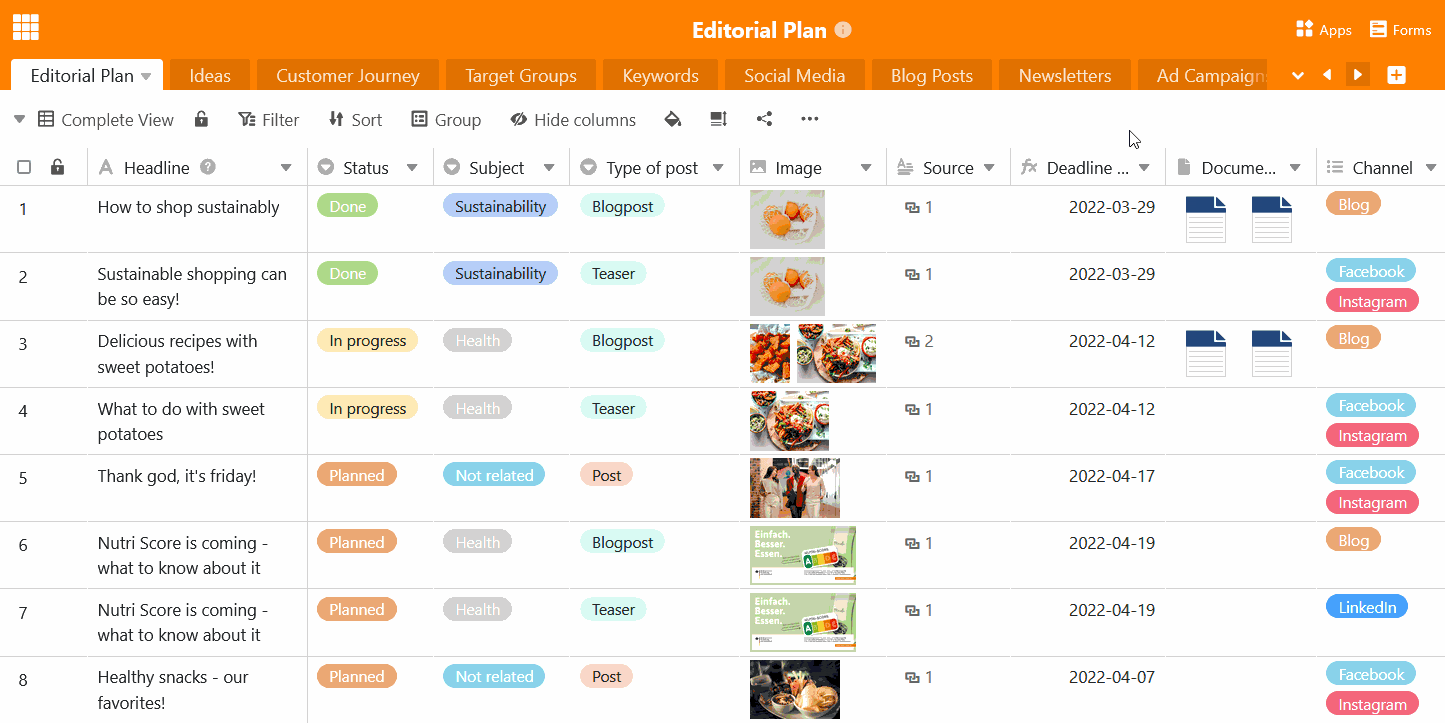 Editorial Plan
Apps
Forms
Editorial Plan
Ideas
Customer Journey
Target Groups
Keywords
Social Media
Blog Posts
Newsletters
Ad Campaigns
Complete View
Filter
Sort
Group
Hide columns
Headline
Status
Subject
Type of post
Image
Source
Deadline ...
Docume...
Channel
1
How to shop sustainably
Done
Sustainability
Blogpost
1
2022-03-29
Blog
2
Sustainable shopping can
be so easy!
Done
Sustainability
Teaser
1
2022-03-29
Facebook
Instagram
3
Delicious recipes with
sweet potatoes!
In progress
Health
Blogpost
2
2022-04-12
Blog
4
What to do with sweet
potatoes
In progress
Health
Teaser
1
2022-04-12
Facebook
Instagram
5
Thank god, it's friday!
Planned
Not related
Post
1
2022-04-17
Facebook
Instagram
6
Nutri Score is coming -
what to know about it
Planned
Health
Blogpost
Einfach.
Besser.
Essen.
NUTRI-SCORE
1
2022-04-19
Blog
7
Nutri Score is coming -
what to know about it
Planned
Health
Teaser
Einfach.
Besser.
Essen.
NUTRI-SCORE
1
2022-04-19
LinkedIn
8
Healthy snacks - our
favorites!
Planned
Not related
Post
1
2022-04-07
Facebook
Instagram